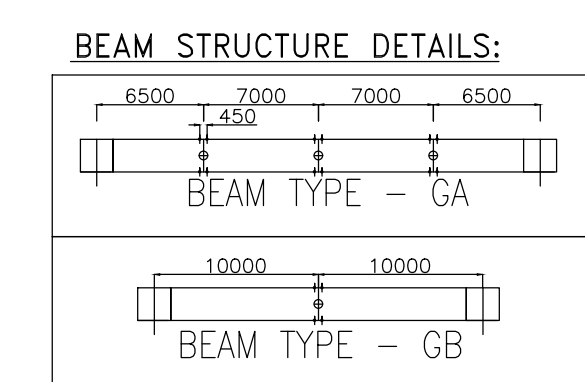 BEAM STRUCTURE DETAILS:
6500 7000 7000 6500
450
BEAM TYPE - GA
10000 10000
BEAM TYPE - GB